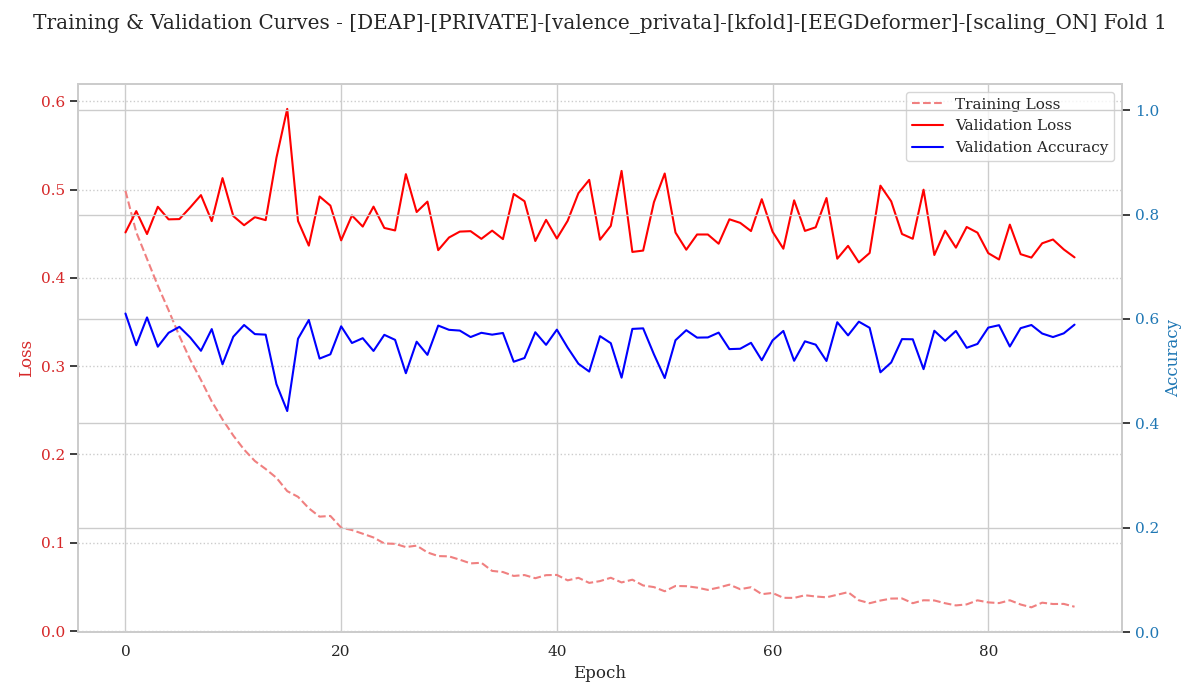 Training & Validation Curves - [DEAP]-[PRIVATE]-[valence_privata]-[kfold]-[EEGDeformer]-[scaling_ON] Fold 1
Training Loss
Validation Loss
Validation Accuracy
0.6
0.5
0.4
0.3
0.2
0.1
0.0
Loss
1.0
0.8
0.6
0.4
0.2
0.0
Accuracy
0 20 40 60 80
Epoch